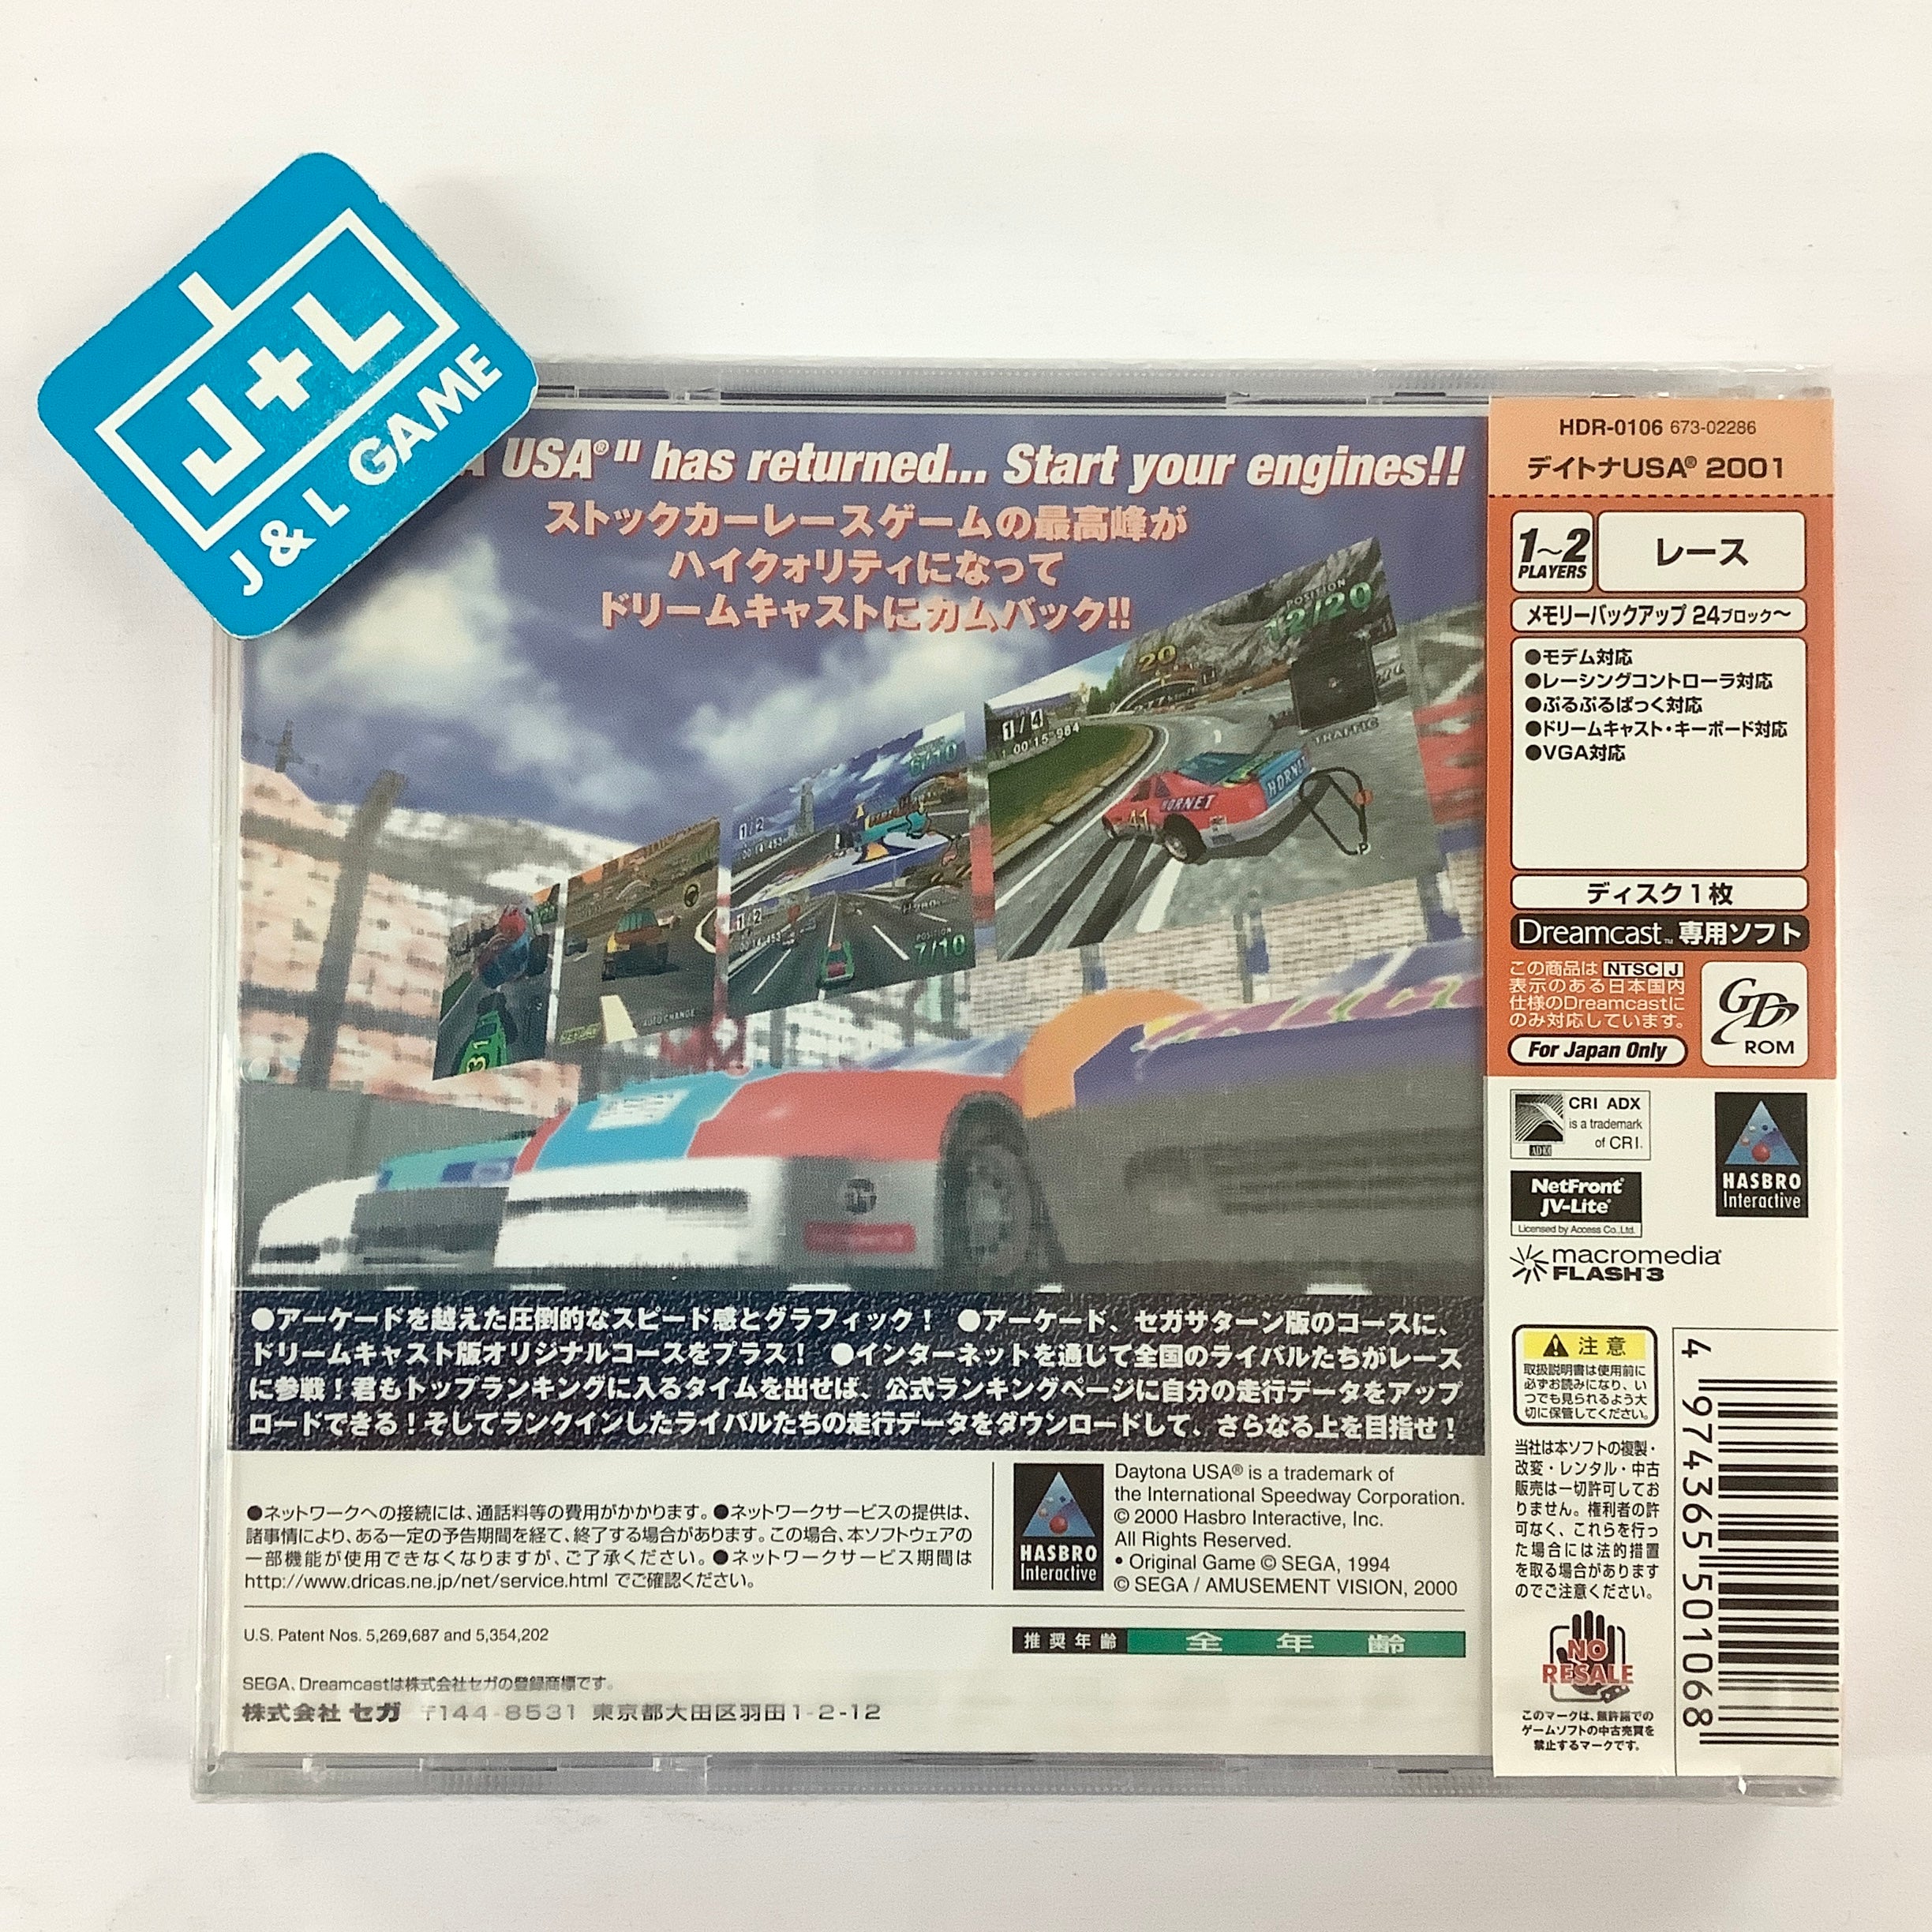 J+L
J & L GAME
USA®" has returned... Start your engines!!
ストックカーレースゲームの最高峰が
ハイクォリティになって
ドリームキャストにカムバック!!
POSITION
12/20
20
1/4
00'15"984
TRAFFIC
HORNET
HORNET
41
1/2
00'14"453
1/2
00'14"453
POSITION
7/10
AUTO CHANGE
31
●アーケードを越えた圧倒的なスピード感とグラフィック! ●アーケード、セガサターン版のコースに、
ドリームキャスト版オリジナルコースをプラス! ●インターネットを通じて全国のライバルたちがレース
に参戦!君もトップランキングに入るタイムを出せば、公式ランキングページに自分の走行データをアップ
ロードできる!そしてランクインしたライバルたちの走行データをダウンロードして、さらなる上を目指せ!
●ネットワークへの接続には、通話料等の費用がかかります。●ネットワークサービスの提供は、
諸事情により、ある一定の予告期間を経て、終了する場合があります。この場合、本ソフトウェアの
一部機能が使用できなくなりますが、ご了承ください。●ネットワークサービス期間は
http://www.dricas.ne.jp/net/service.html でご確認ください。
HASBRO
Interactive
Daytona USA® is a trademark of
the International Speedway Corporation.
© 2000 Hasbro Interactive, Inc.
All Rights Reserved.
• Original Game © SEGA, 1994
© SEGA / AMUSEMENT VISION, 2000
U.S. Patent Nos. 5,269,687 and 5,354,202
推奨年齢 全年齢
SEGA、Dreamcastは株式会社セガの登録商標です。
株式会社 セガ 〒144-8531 東京都大田区羽田1-2-12
HDR-0106 673-02286
デイトナUSA® 2001
1~2
PLAYERS
レース
メモリーバックアップ 24ブロック〜
●モデム対応
●レーシングコントローラ対応
●ぷるぷるぱっく対応
●ドリームキャスト・キーボード対応
●VGA対応
ディスク1枚
Dreamcast™ 専用ソフト
この商品は NTSC J
表示のある日本国内
仕様のDreamcastに
のみ対応しています。
For Japan Only
GD
ROM
CRI ADX
is a trademark
of CRI.
ADX
HASBRO
Interactive
NetFront®
JV-Lite®
Licensed by Access Co.,Ltd.
macromedia®
FLASH™3
注意
取扱説明書は使用前に
必ずお読みになり、い
つでも見られるよう大
切に保管してください。
当社は本ソフトの複製・
改変・レンタル・中古
販売は一切許可してお
りません。権利者の許
可なく、これらを行っ
た場合には法的措置
を取る場合があります
のでご注意ください。
NO
RESALE
このマークは、無許諾での
ゲームソフトの中古売買を
禁止するマークです。
4 974365 501068